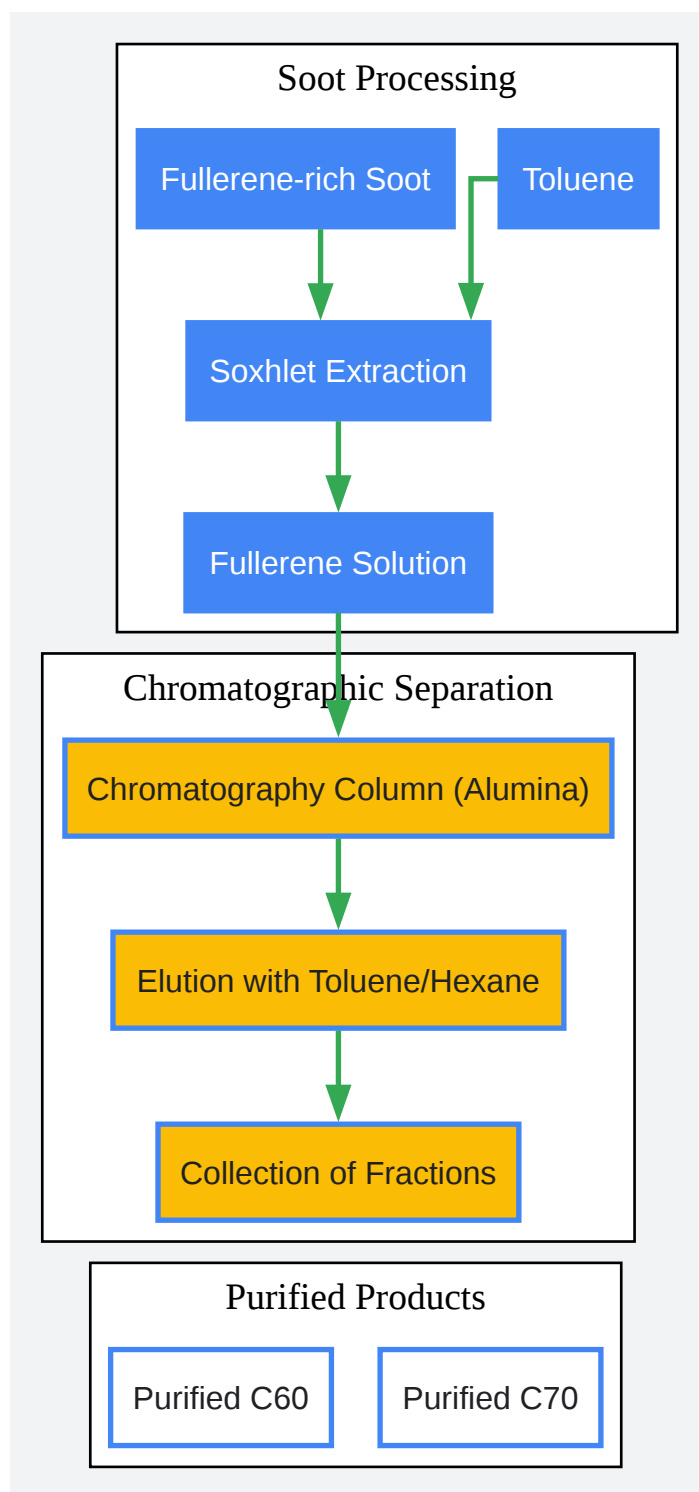 Soot Processing
Fullerene-rich Soot
Toluene
Soxhlet Extraction
Fullerene Solution
Chromatographic Separation
Chromatography Column (Alumina)
Elution with Toluene/Hexane
Collection of Fractions
Purified Products
Purified C60
Purified C70